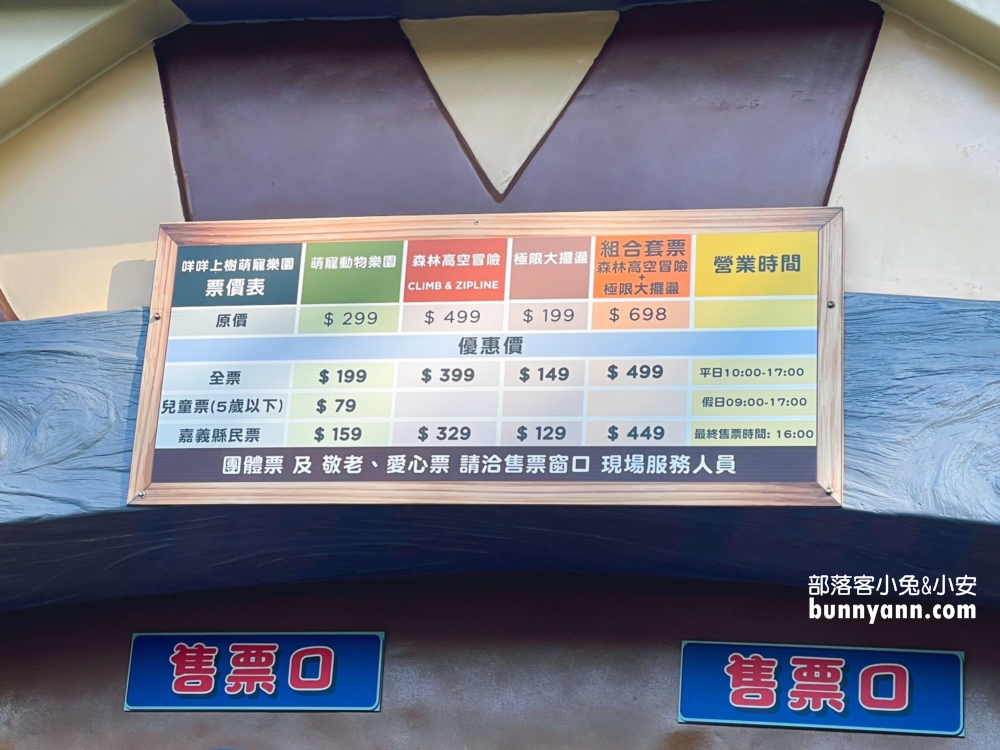 咩咩上樹萌寵樂園 票價表 萌寵動物樂園 森林高空冒險 CLIMB & ZIPLINE 極限大擺盪 組合套票 森林高空冒險 + 極限大擺盪 營業時間
原價 $ 299 $ 499 $ 199 $ 698
優惠價
全票 $ 199 $ 399 $ 149 $ 499 平日10:00-17:00
兒童票(5歲以下) $ 79 假日09:00-17:00
嘉義縣民票 $ 159 $ 329 $ 129 $ 449 最終售票時間: 16:00
團體票 及 敬老、愛心票 請洽售票窗口 現場服務人員
部落客小兔&小安
bunnyann.com
售票口
售票口